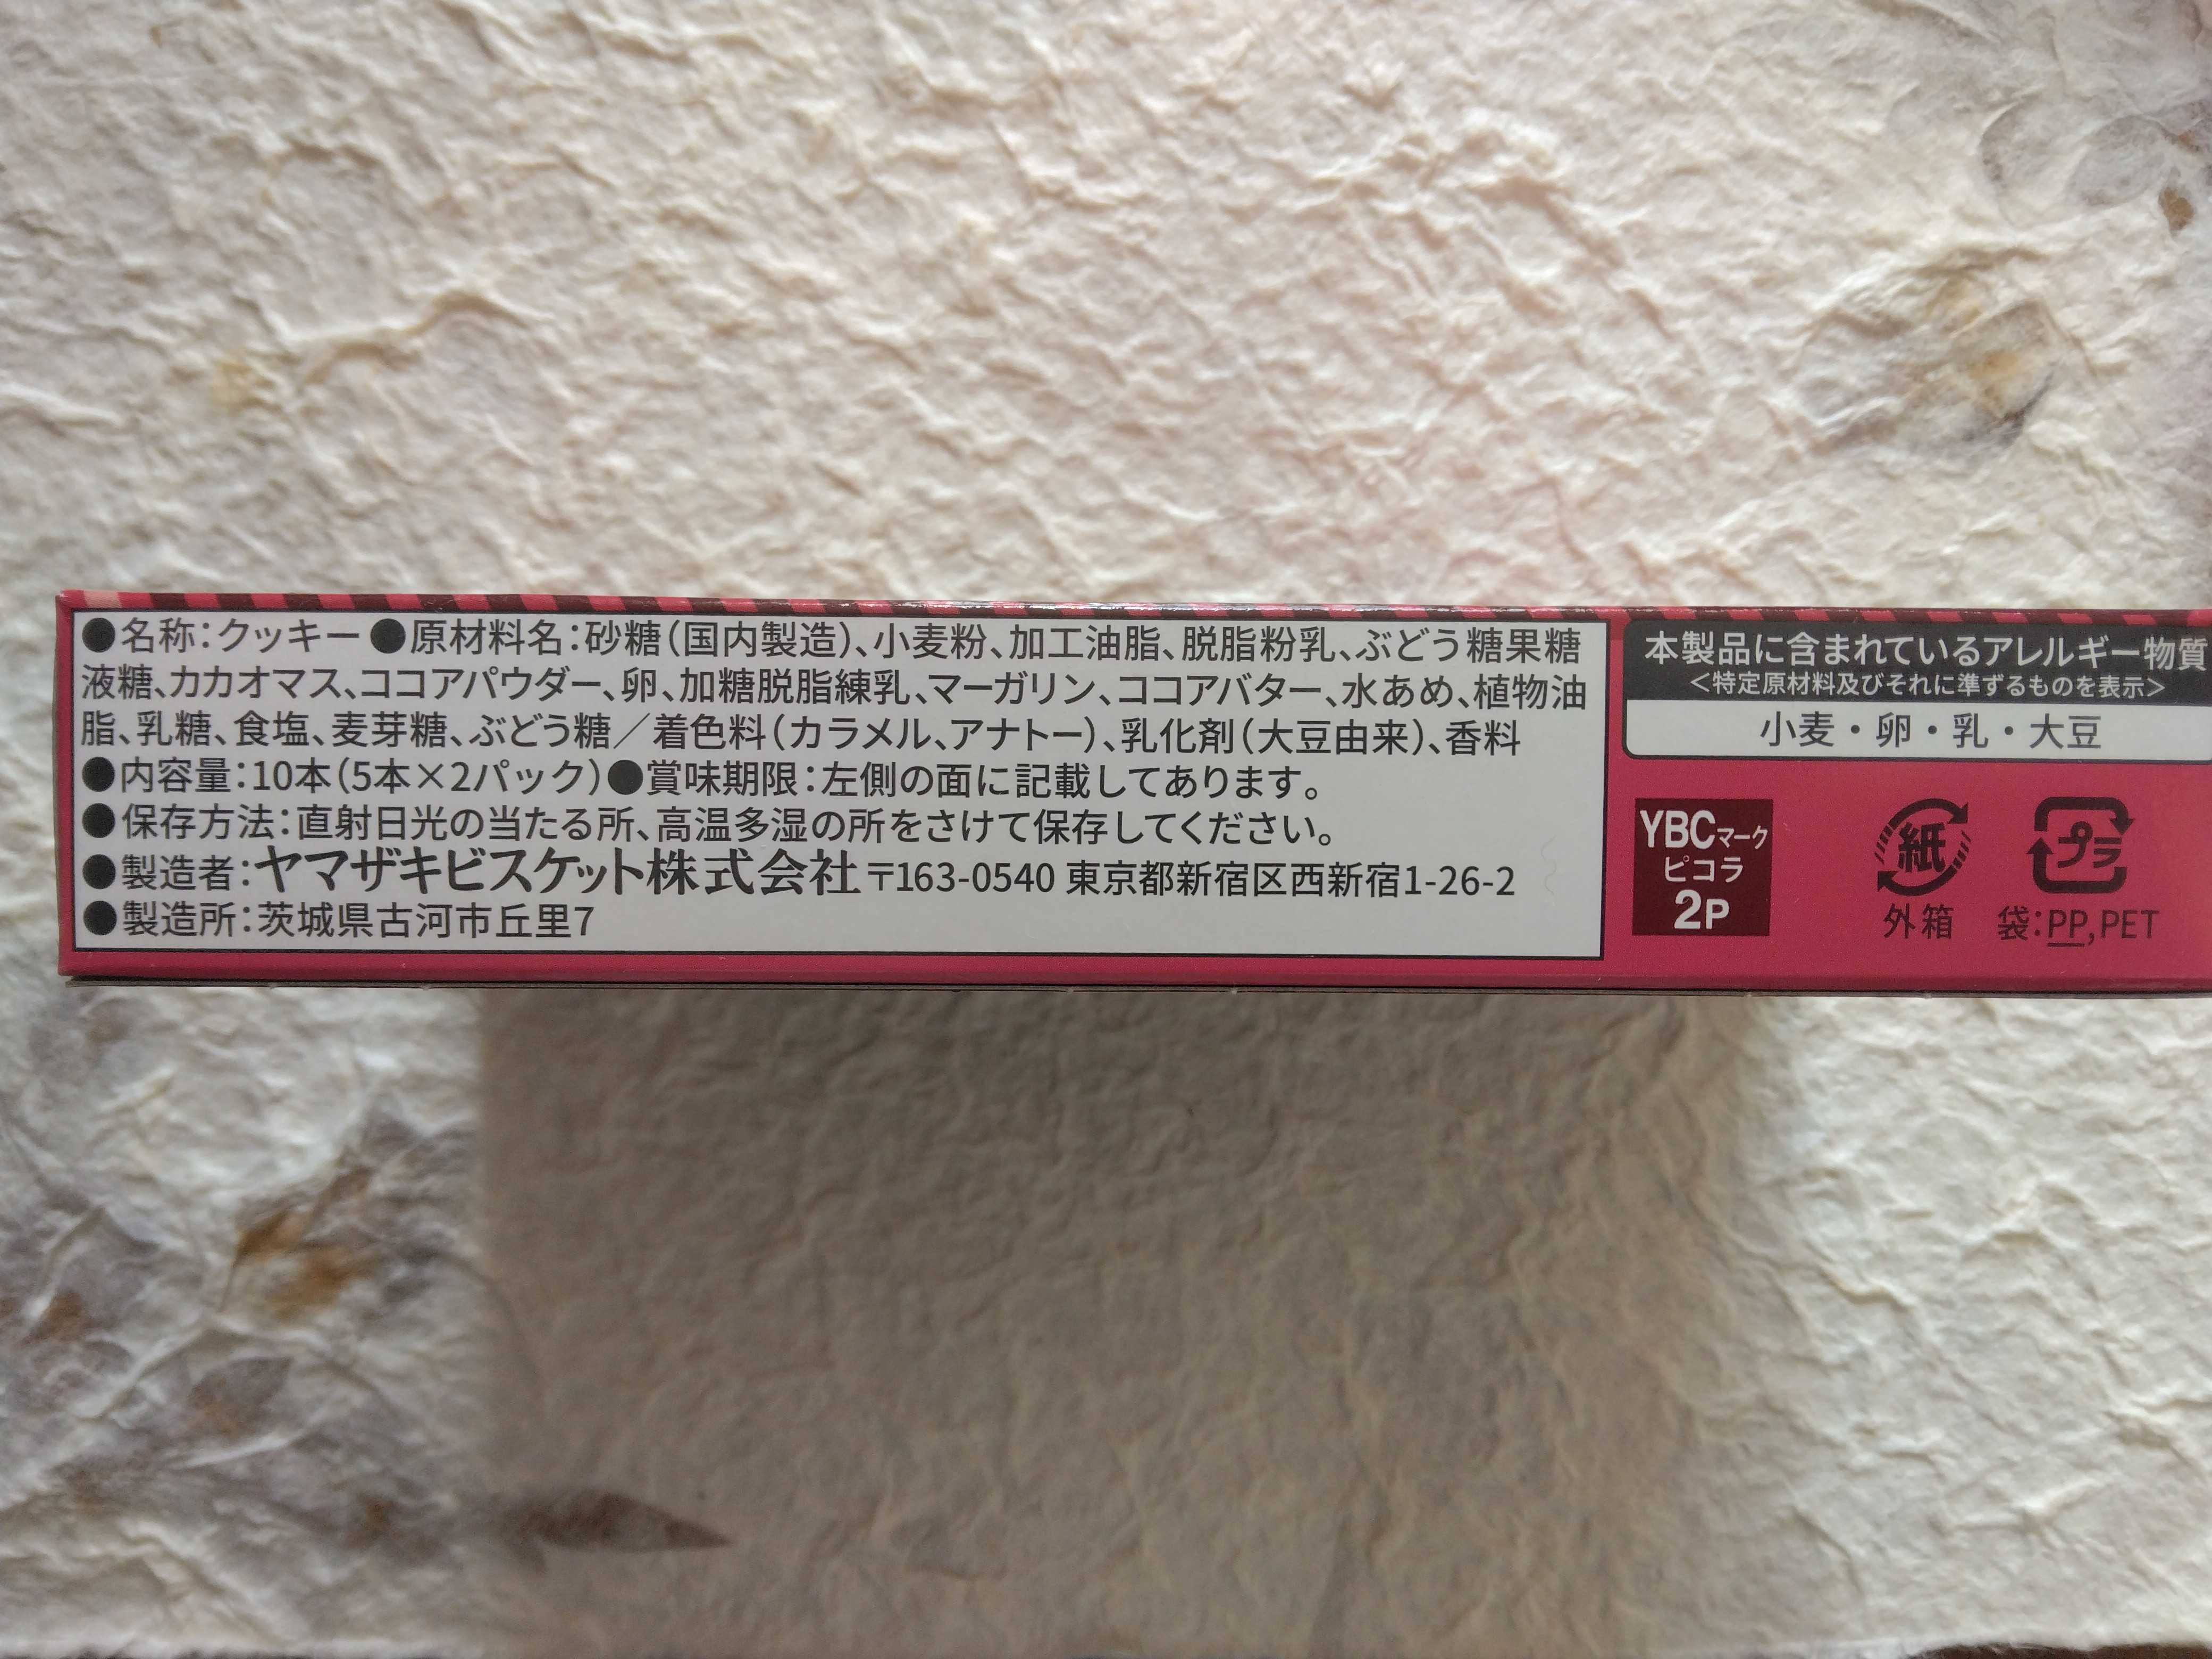 ●名称：クッキー ●原材料名：砂糖（国内製造）、小麦粉、加工油脂、脱脂粉乳、ぶどう糖果糖
液糖、カカオマス、ココアパウダー、卵、加糖脱脂練乳、マーガリン、ココアバター、水あめ、植物油
脂、乳糖、食塩、麦芽糖、ぶどう糖／着色料（カラメル、アナトー）、乳化剤（大豆由来）、香料
●内容量：10本（5本×2パック）●賞味期限：左側の面に記載してあります。
●保存方法：直射日光の当たる所、高温多湿の所をさけて保存してください。
●製造者：ヤマザキビスケット株式会社 〒163-0540 東京都新宿区西新宿1-26-2
●製造所：茨城県古河市丘里7
本製品に含まれているアレルギー物質
＜特定原材料及びそれに準ずるものを表示＞
小麦・卵・乳・大豆
YBCマーク
ピコラ
2P
紙
外箱
プラ
袋：PP,PET